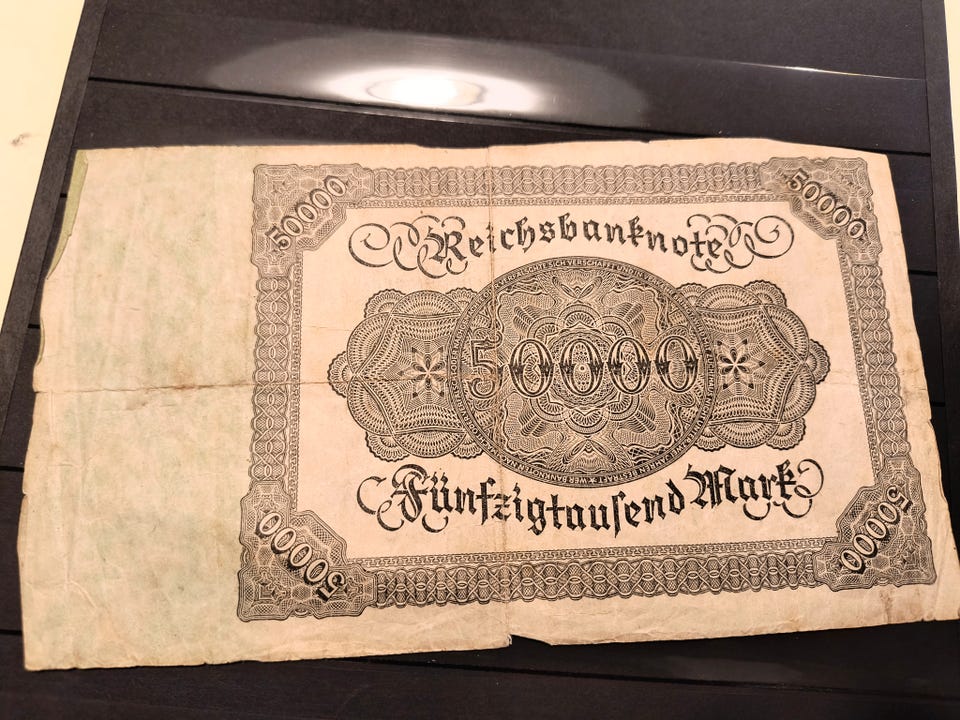 50000 50000
Reichsbanknote
50000
Fünfzigtausend Mark
50000 50000